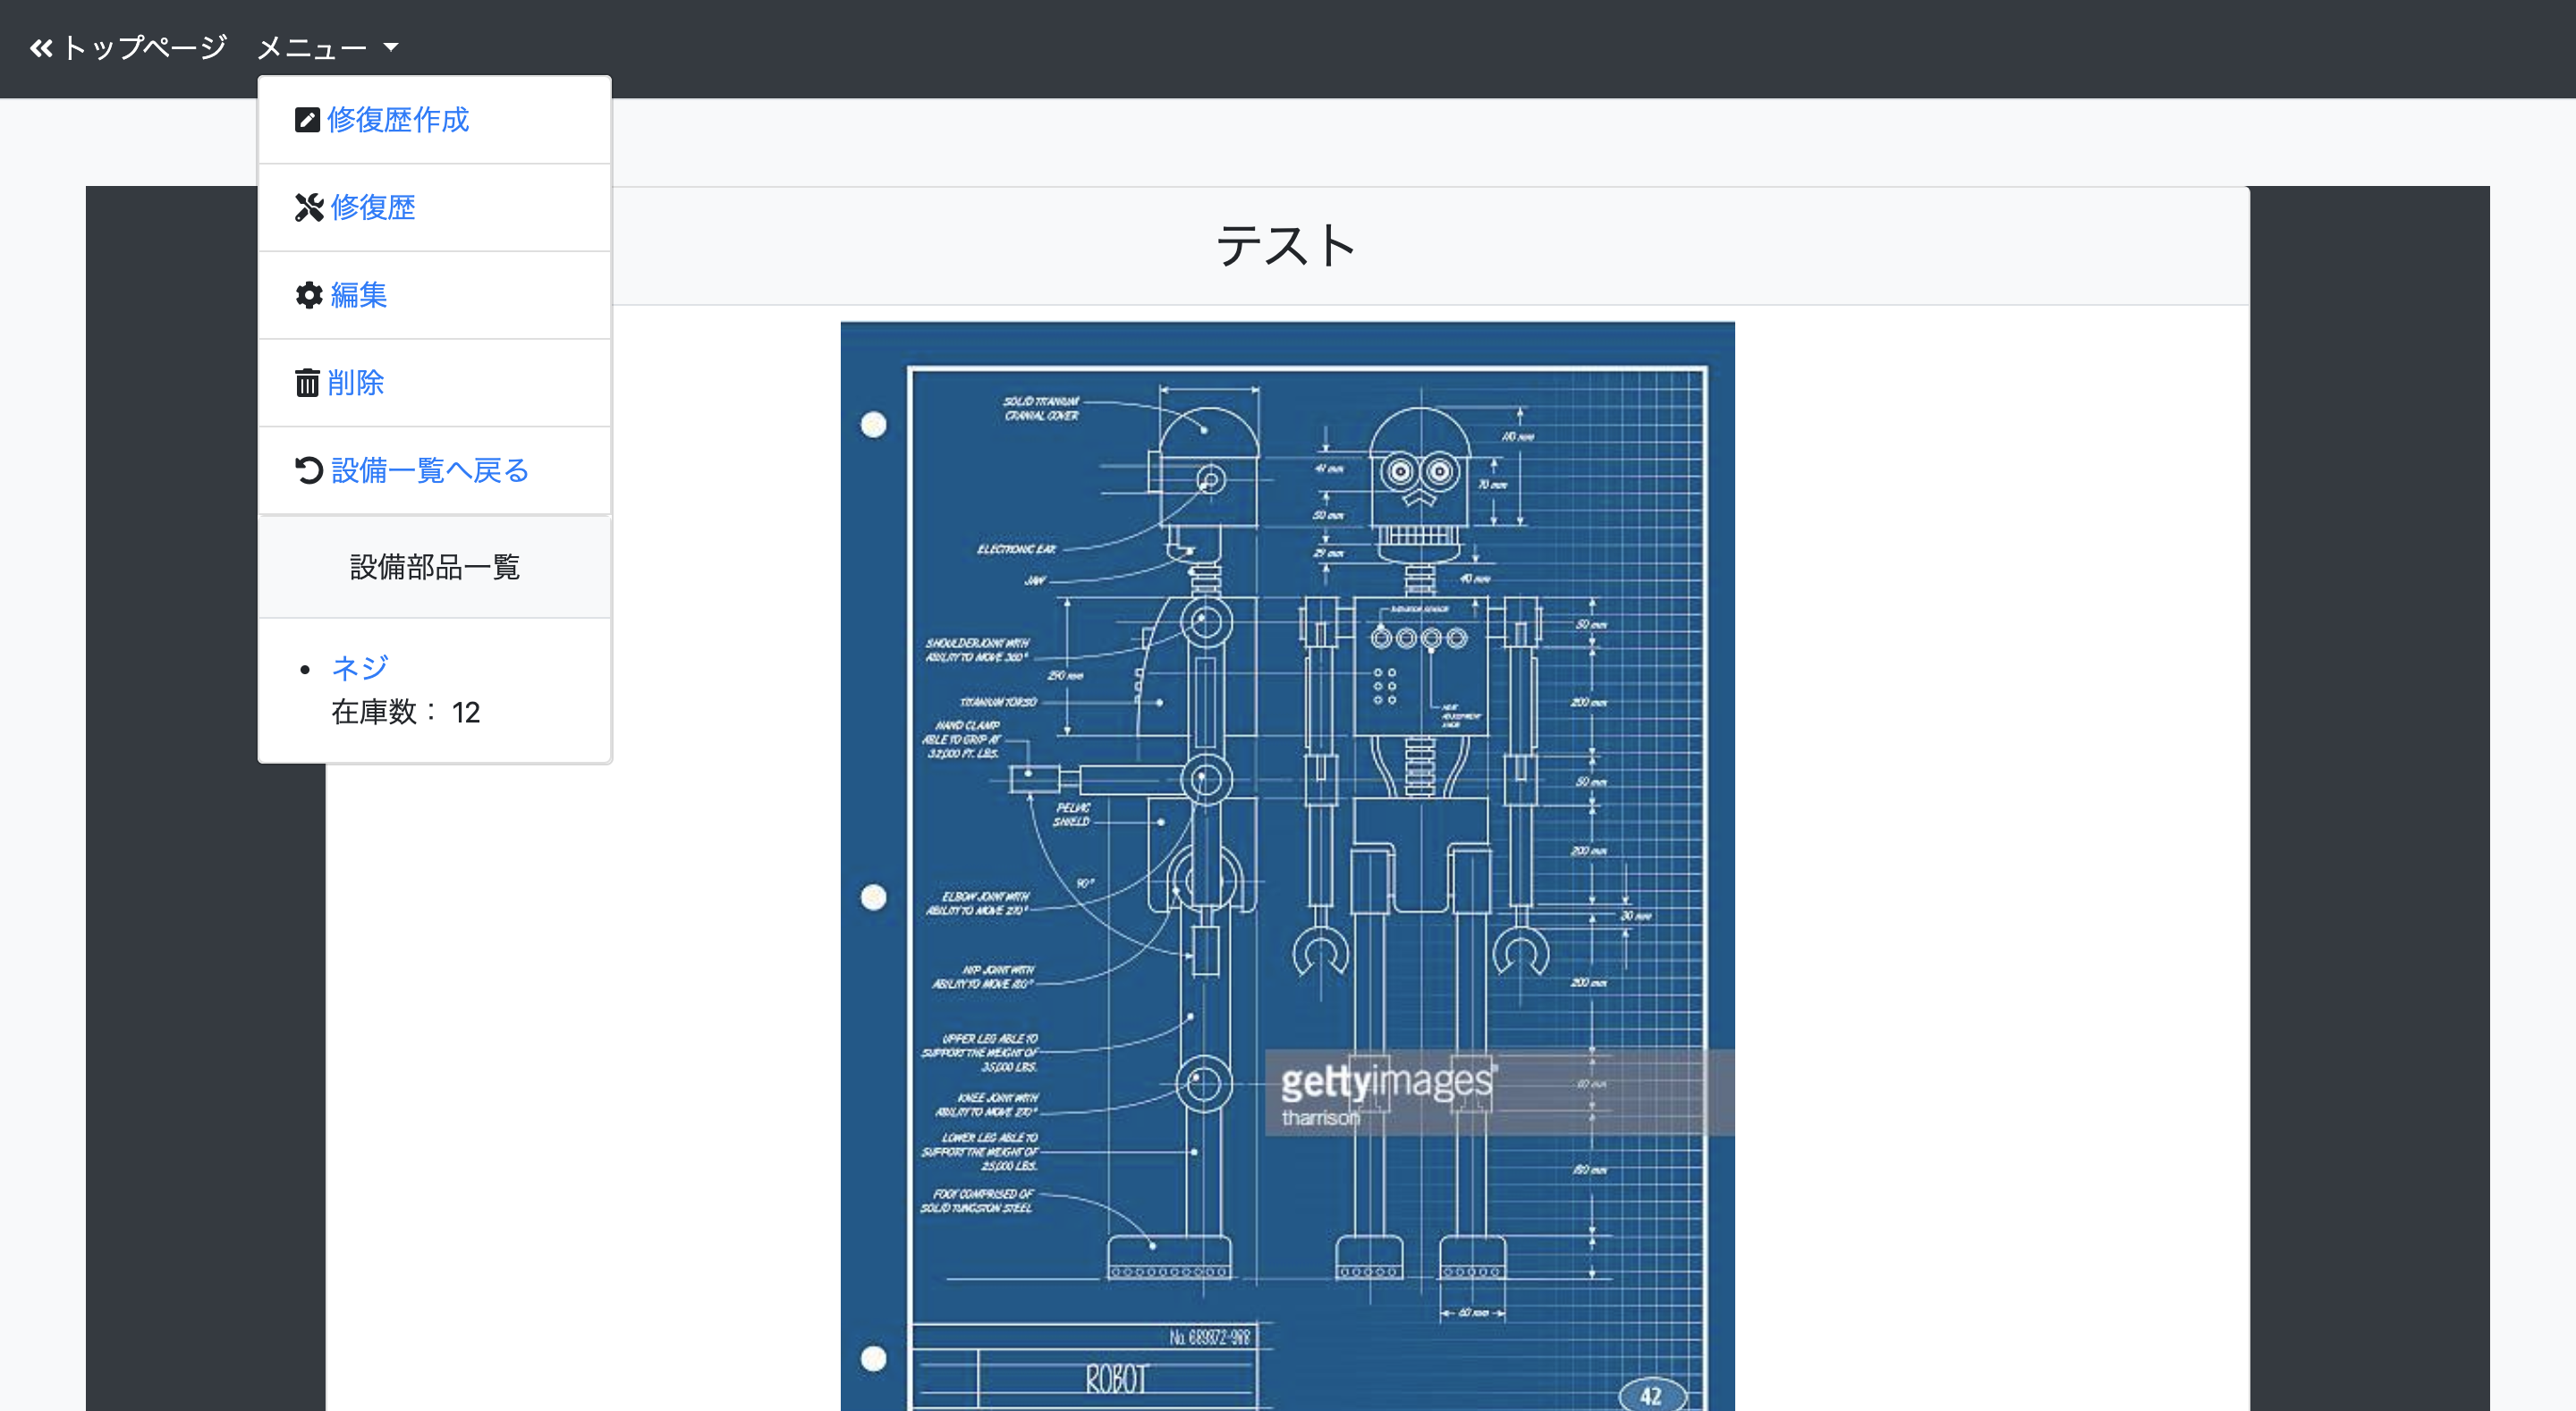 トップページ メニュー
修復歴作成
修復歴
編集
削除
設備一覧へ戻る
設備部品一覧
ネジ
在庫数： 12
テスト
SOLID TITANIUM
CRANIAL COVER
ELECTRONIC EAR
JAW
SHOULDER JOINT WITH
ABILITY TO MOVE 360°
290 mm
TITANIUM TORSO
HAND CLAMP
ABLE TO GRIP AT
32,000 FT. LBS.
PELVIC
SHIELD
90°
ELBOW JOINT WITH
ABILITY TO MOVE 270°
HIP JOINT WITH
ABILITY TO MOVE 180°
UPPER LEG ABLE TO
SUPPORT THE WEIGHT OF
35,000 LBS.
KNEE JOINT WITH
ABILITY TO MOVE 270°
LOWER LEG ABLE TO
SUPPORT THE WEIGHT OF
25,000 LBS.
FOOT COMPRISED OF
SOLID TUNGSTON STEEL
110 mm
41 mm
70 mm
50 mm
29 mm
40 mm
50 mm
200 mm
50 mm
200 mm
30 mm
200 mm
60 mm
gettyimages
tharrison
No. 689872-988
ROBOT
42